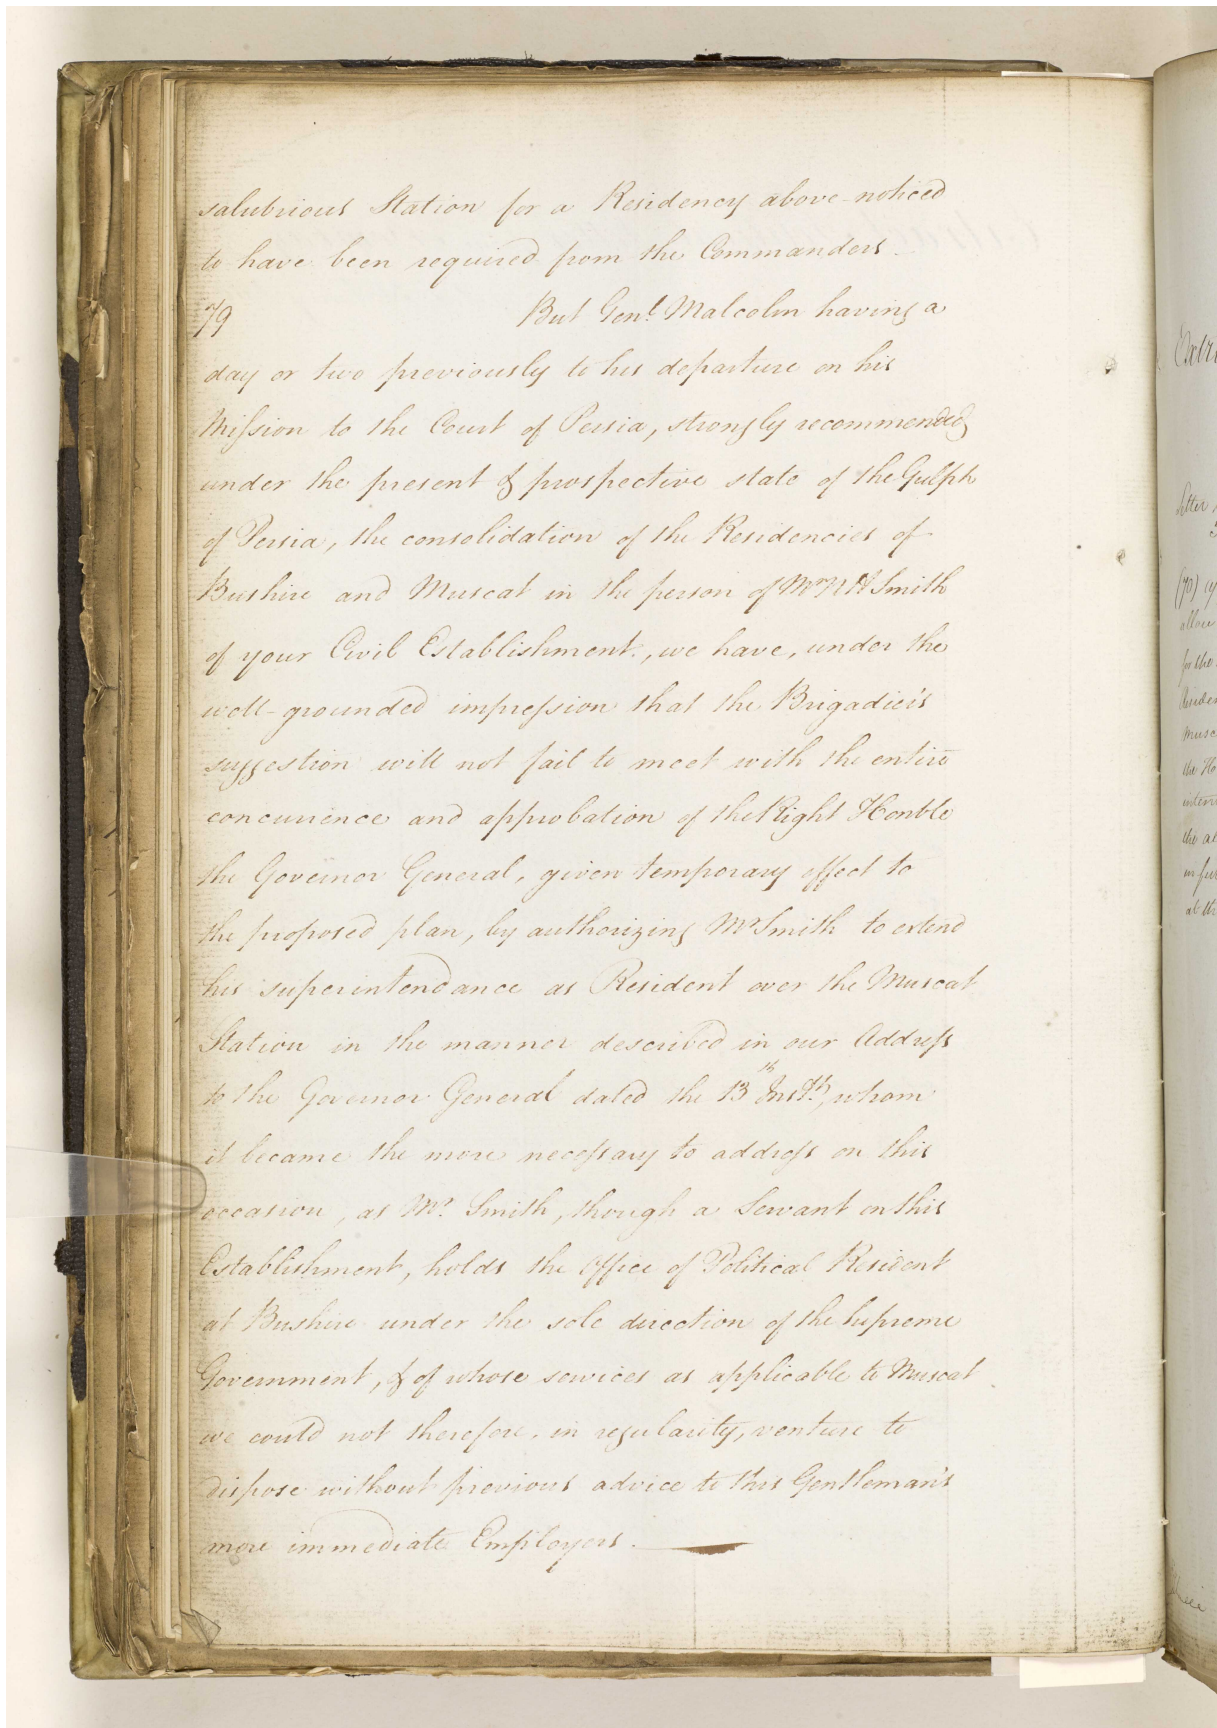 salubrious Station for a Residency above-noticed
to have been required from the Commanders.
79 But Genl. Malcolm having a
day or two previously to his departure on his
Mission to the Court of Persia, strongly recommended,
under the present & prospective state of the Gulph
of Persia, the consolidation of the Residencies of
Bushire and Muscat in the person of Mr N H Smith
of your Civil Establishment, we have, under the
well-grounded impression that the Brigadier's
suggestion will not fail to meet with the entire
concurrence and approbation of the Right Honble
the Governor General, given temporary effect to
the proposed plan, by authorizing Mr Smith to extend
his superintendance as Resident over the Muscat
Station in the manner described in our Address
to the Governor General dated the 13th whom
it became the more necessary to address on this
occasion, as Mr. Smith, though a Servant on this
Establishment, holds the Office of Political Resident
at Bushire under the sole direction of the Supreme
Government, & of whose services as applicable to Muscat
we could not therefore, in regularity, venture to
dispose without previous advice to this Gentleman's
more immediate Employers.
letter
(70)
for the
the Ho
the al